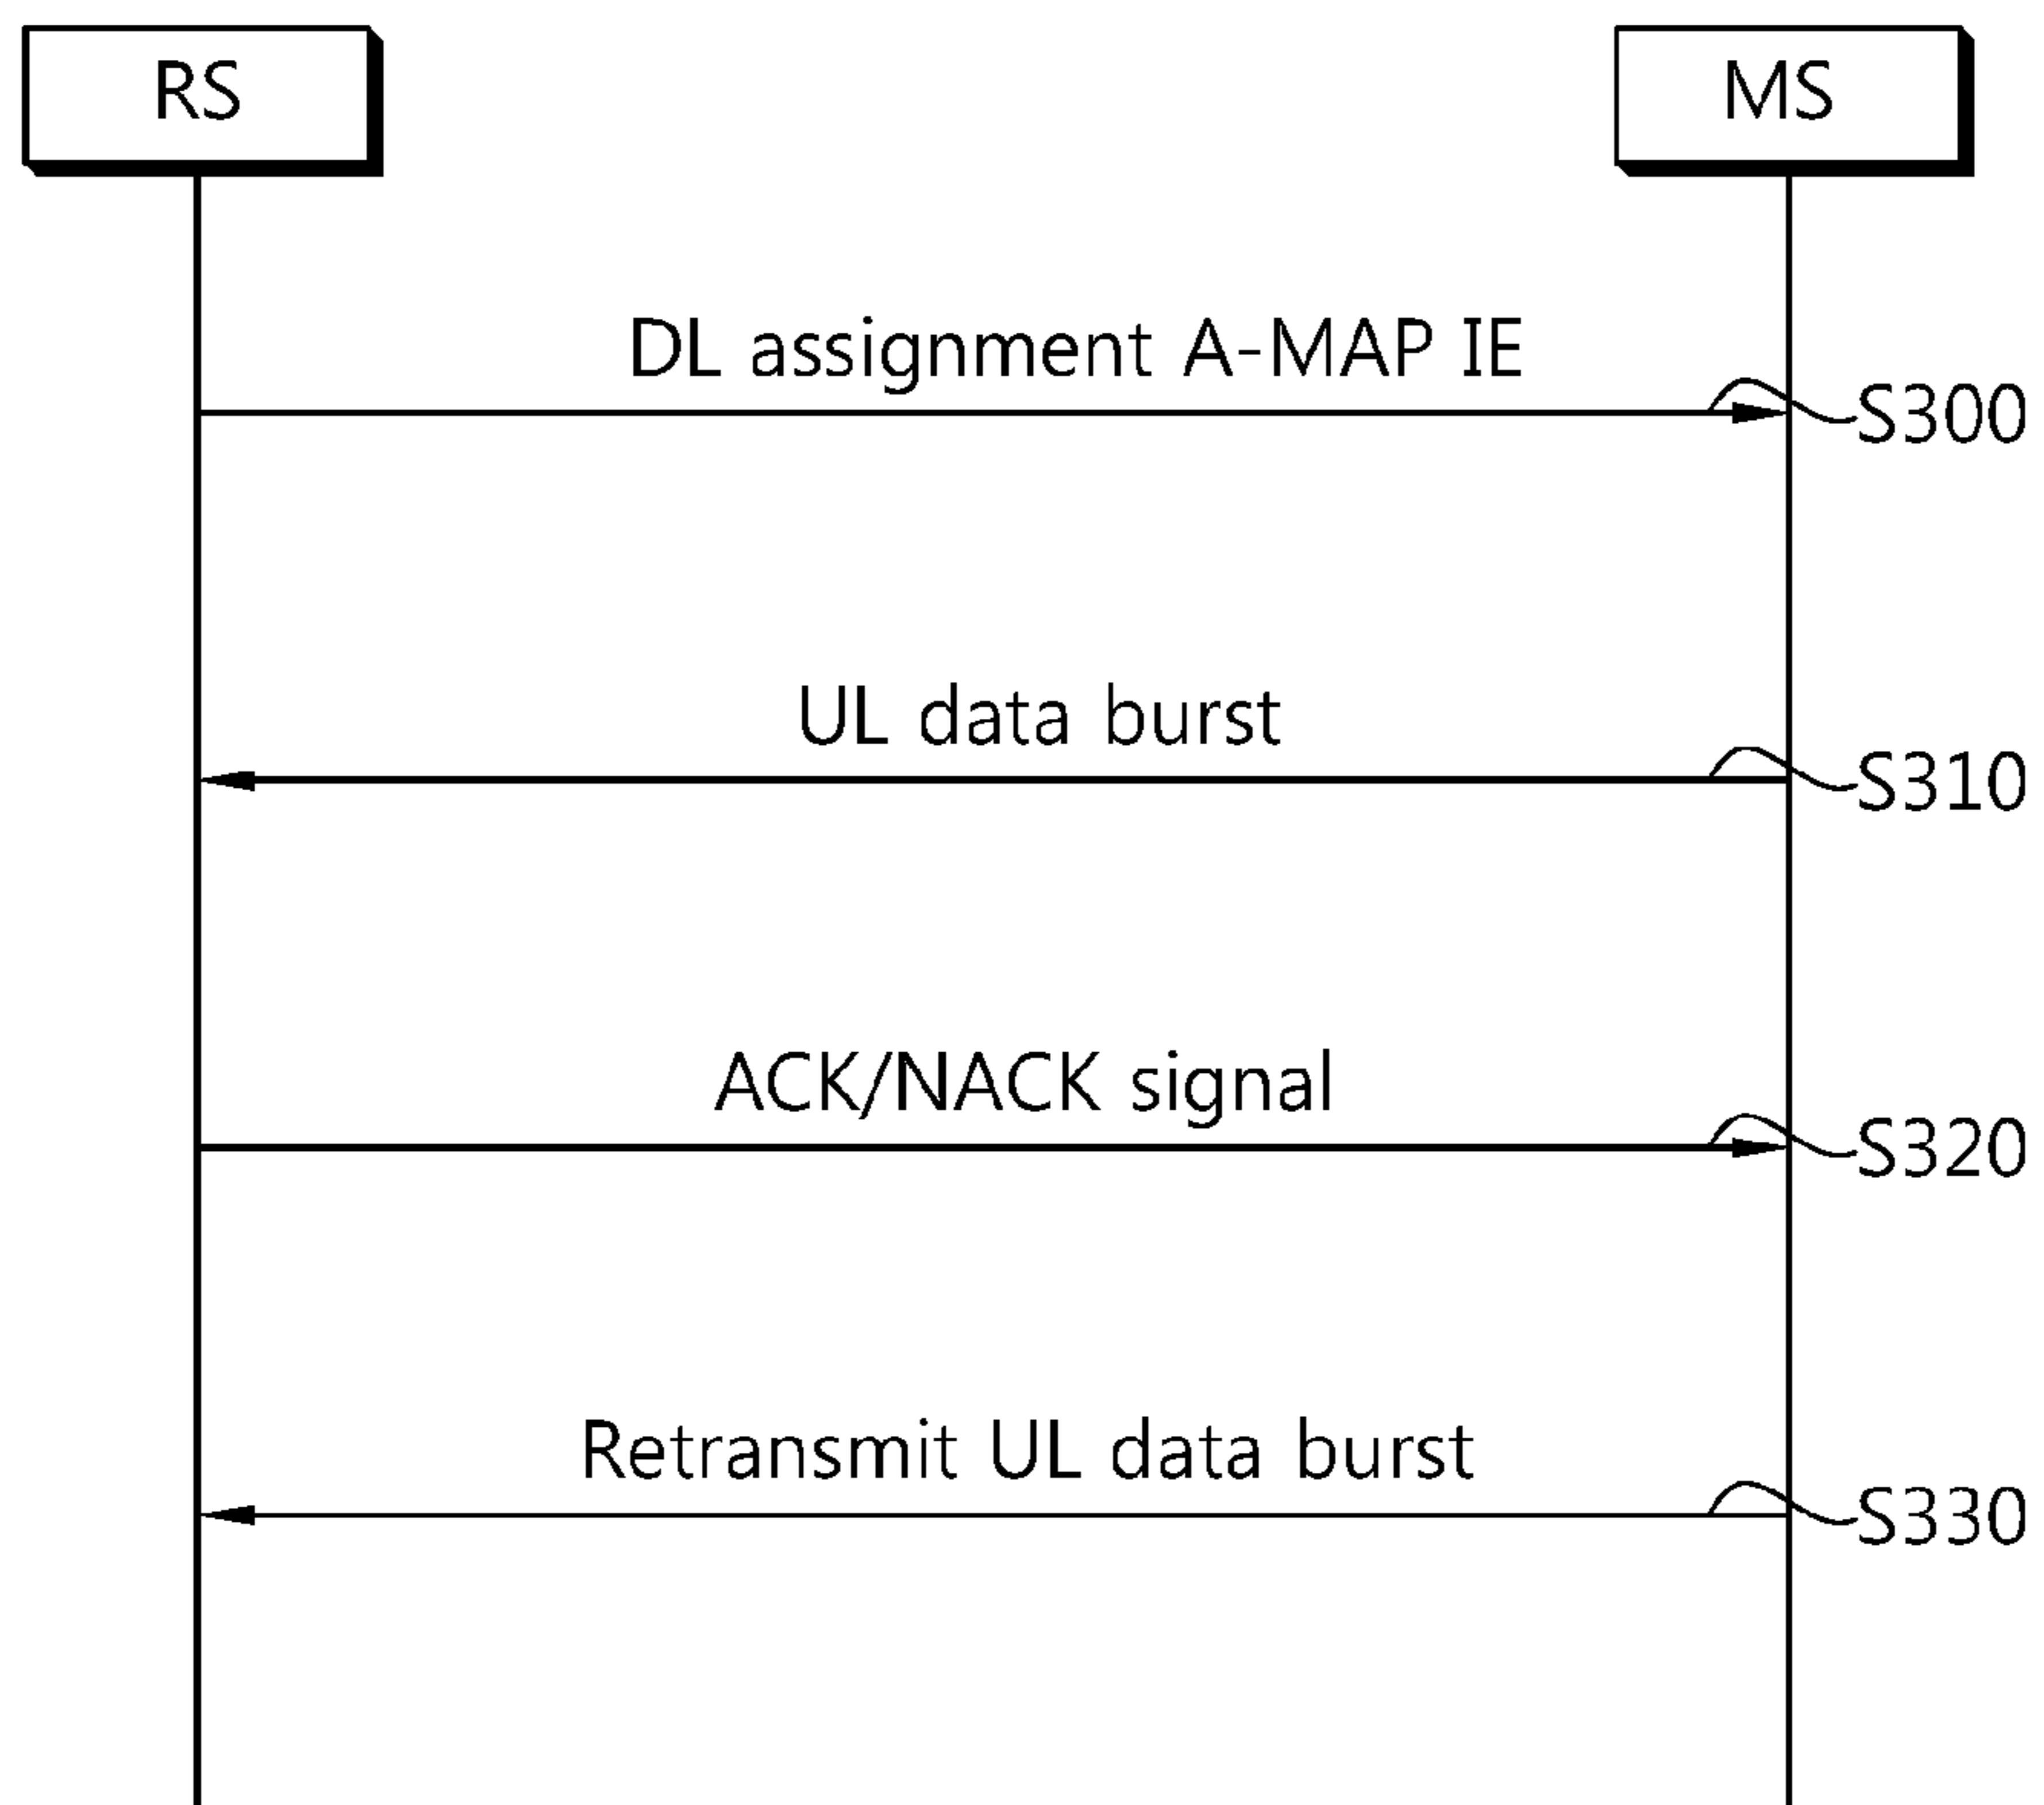 RS
MS
DL assignment A-MAP IE
S300
UL data burst
S310
ACK/NACK signal
S320
Retransmit UL data burst
S330